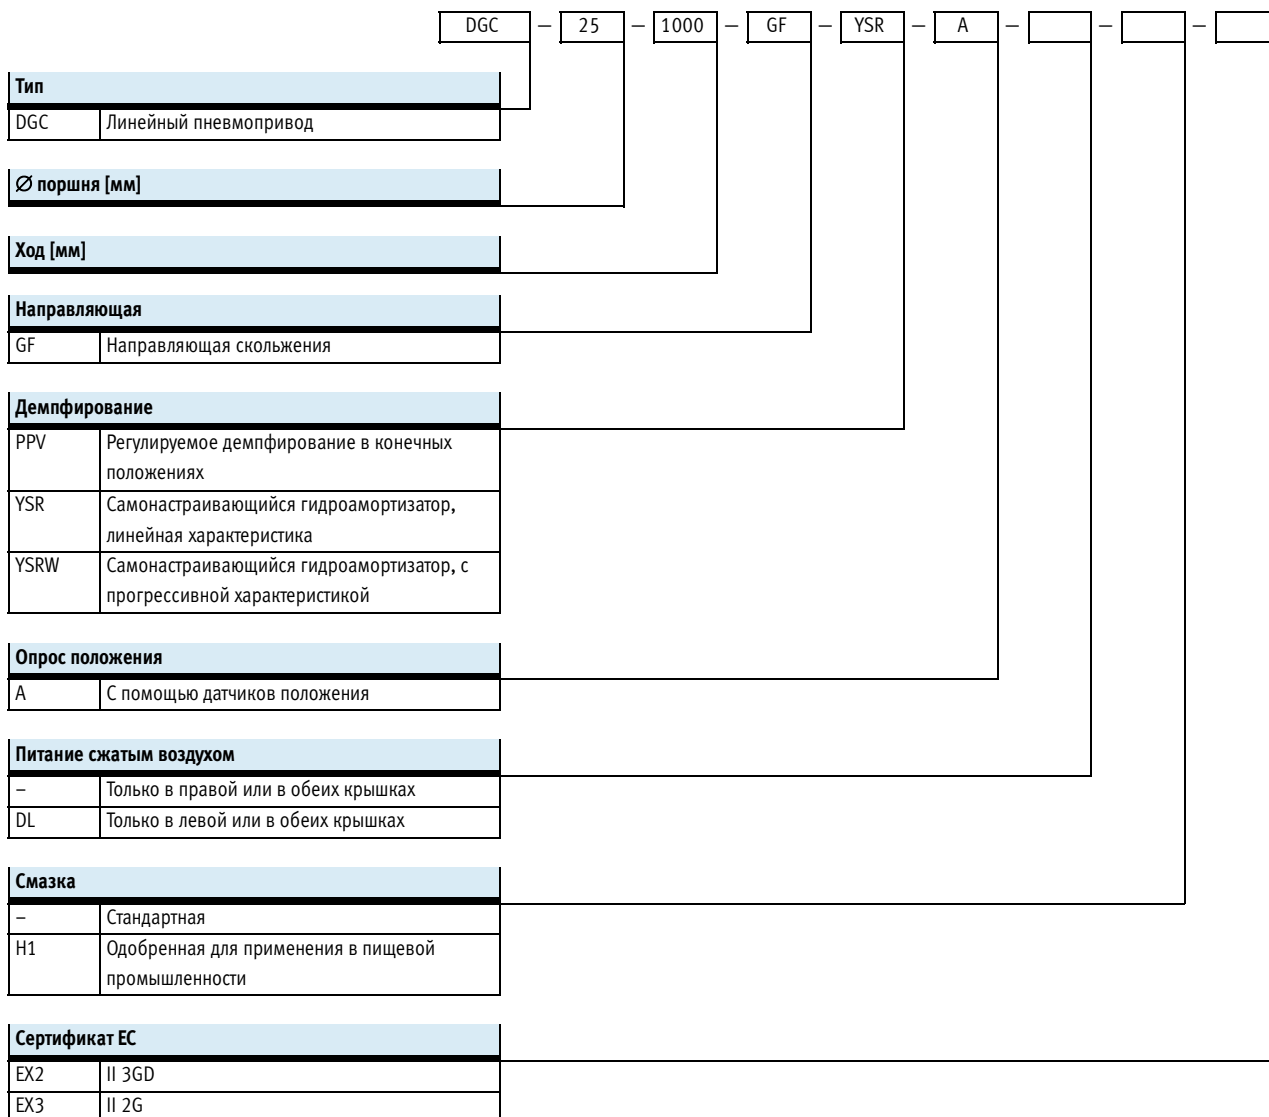 DGC – 25 – 1000 – GF – YSR – A – – –
Тип
DGC Линейный пневмопривод
Ø поршня [мм]
Ход [мм]
Направляющая
GF Направляющая скольжения
Демпфирование
PPV Регулируемое демпфирование в конечных
положениях
YSR Самонастраивающийся гидроамортизатор,
линейная характеристика
YSRW Самонастраивающийся гидроамортизатор, с
прогрессивной характеристикой
Опрос положения
A С помощью датчиков положения
Питание сжатым воздухом
– Только в правой или в обеих крышках
DL Только в левой или в обеих крышках
Смазка
– Стандартная
H1 Одобренная для применения в пищевой
промышленности
Сертификат ЕС
EX2 II 3GD
EX3 II 2G